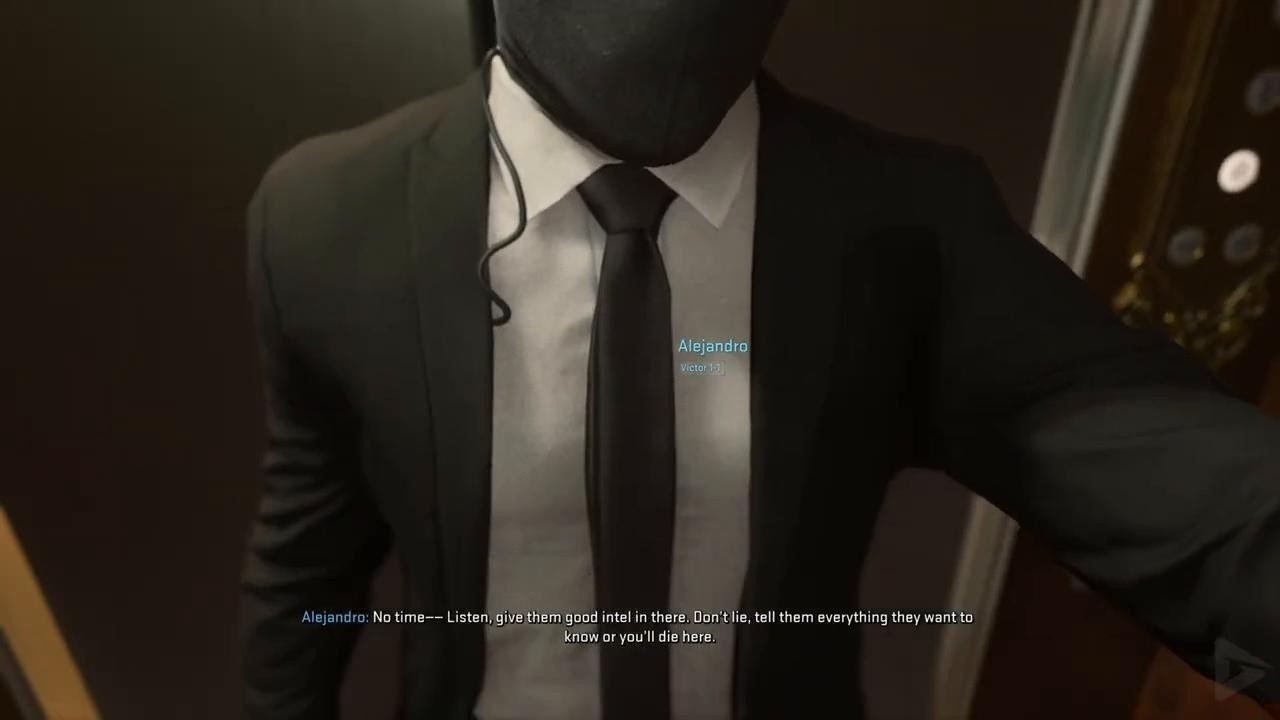 Alejandro
Victor 1-1
Alejandro: No time-- Listen, give them good intel in there. Don't lie, tell them everything they want to
know or you'll die here.